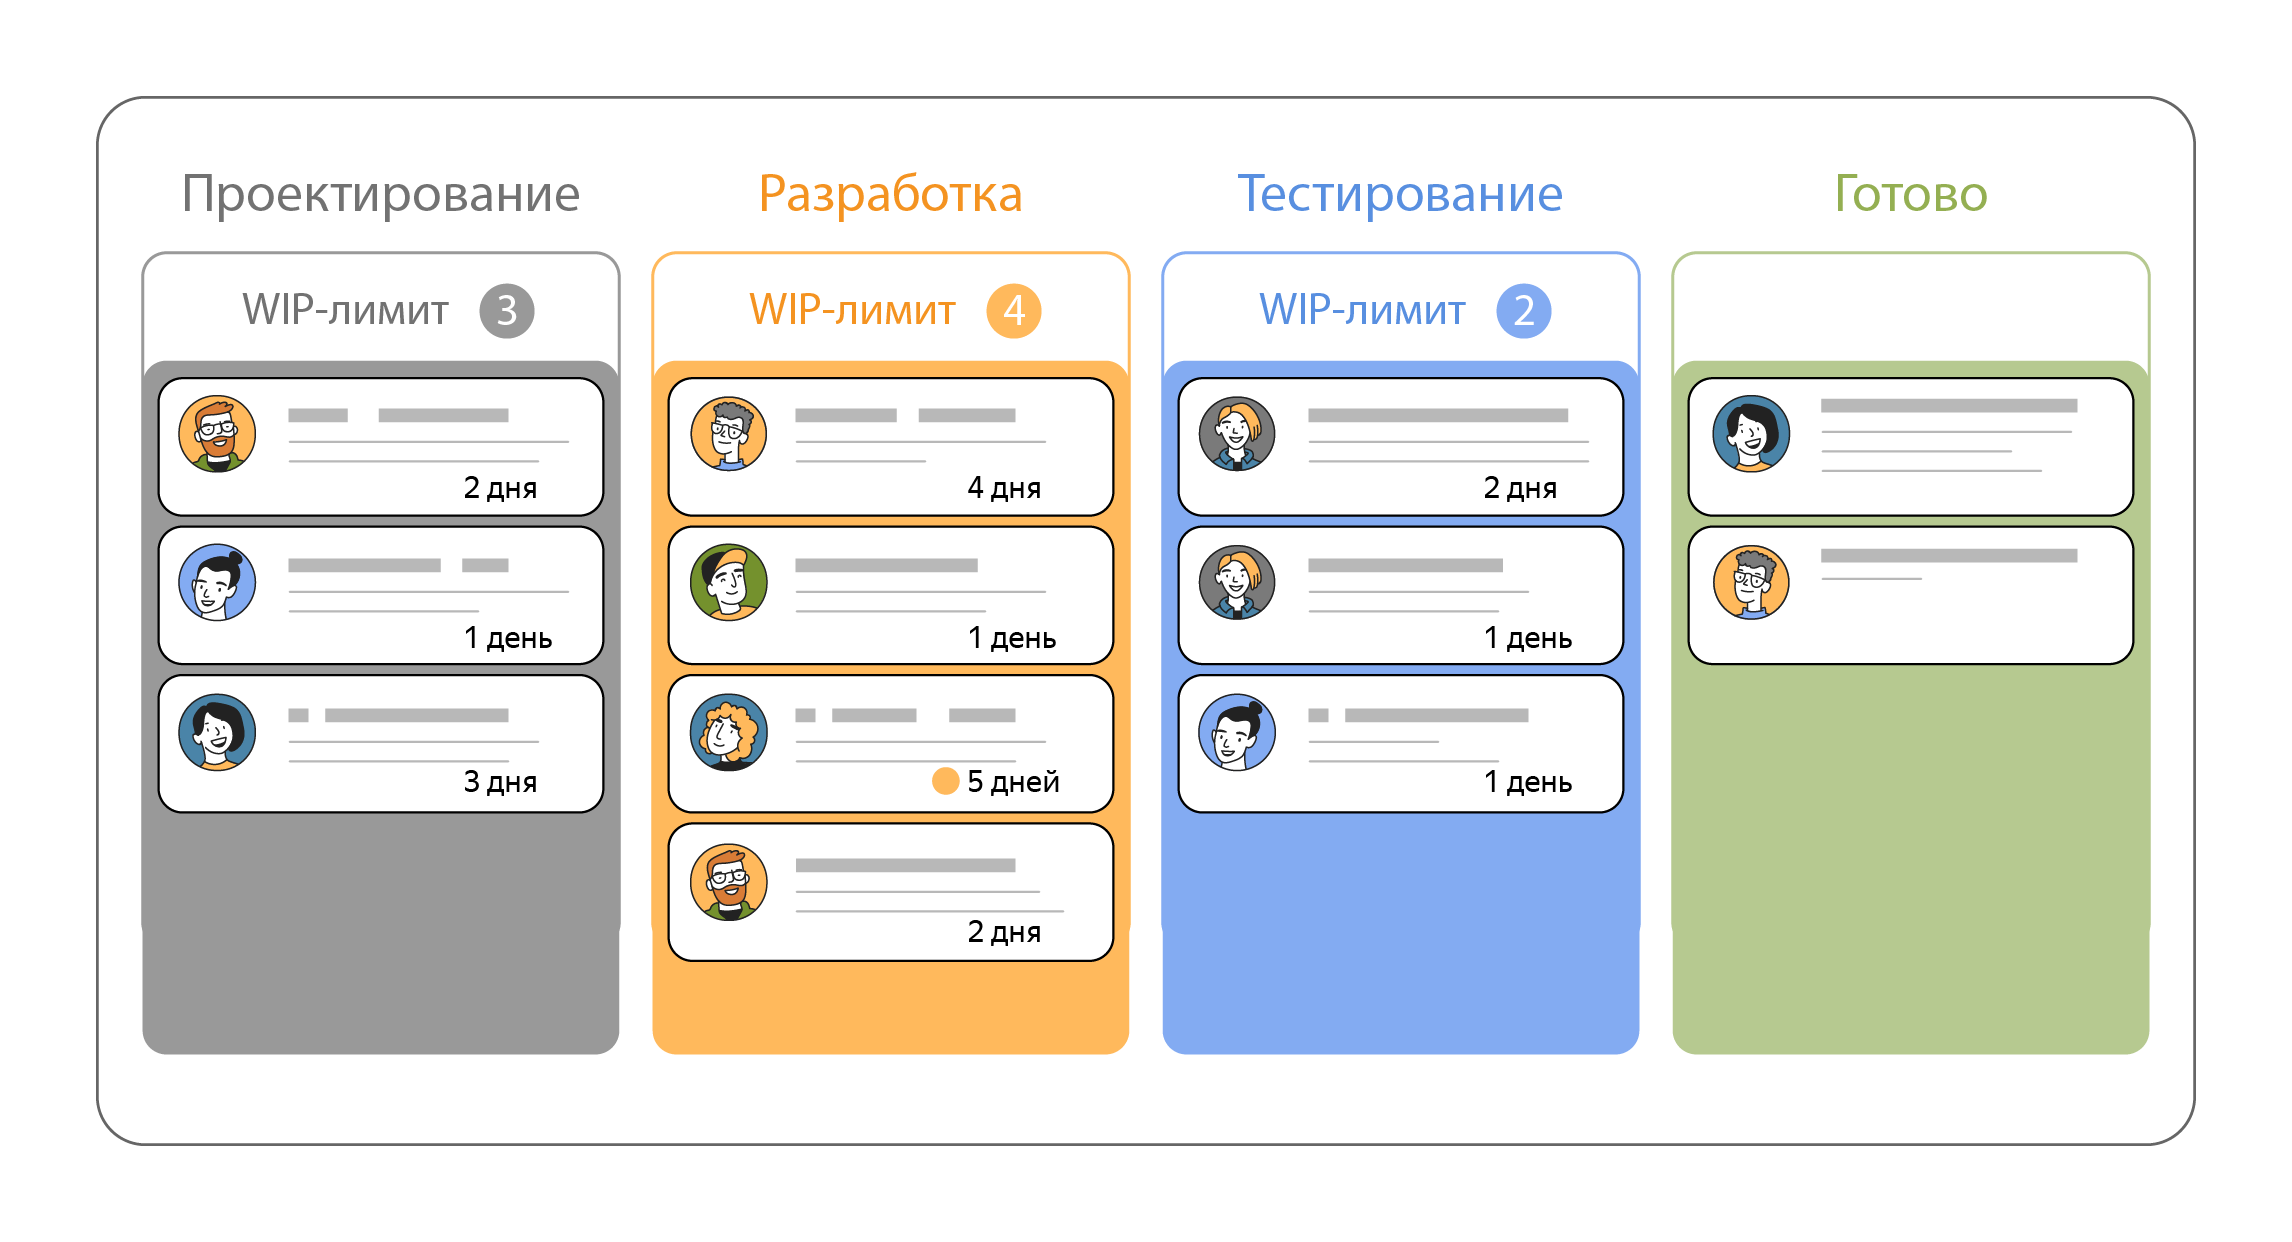 Проектирование
WIP-лимит 3
2 дня
1 день
3 дня
Разработка
WIP-лимит 4
4 дня
1 день
5 дней
2 дня
Тестирование
WIP-лимит 2
2 дня
1 день
1 день
Готово